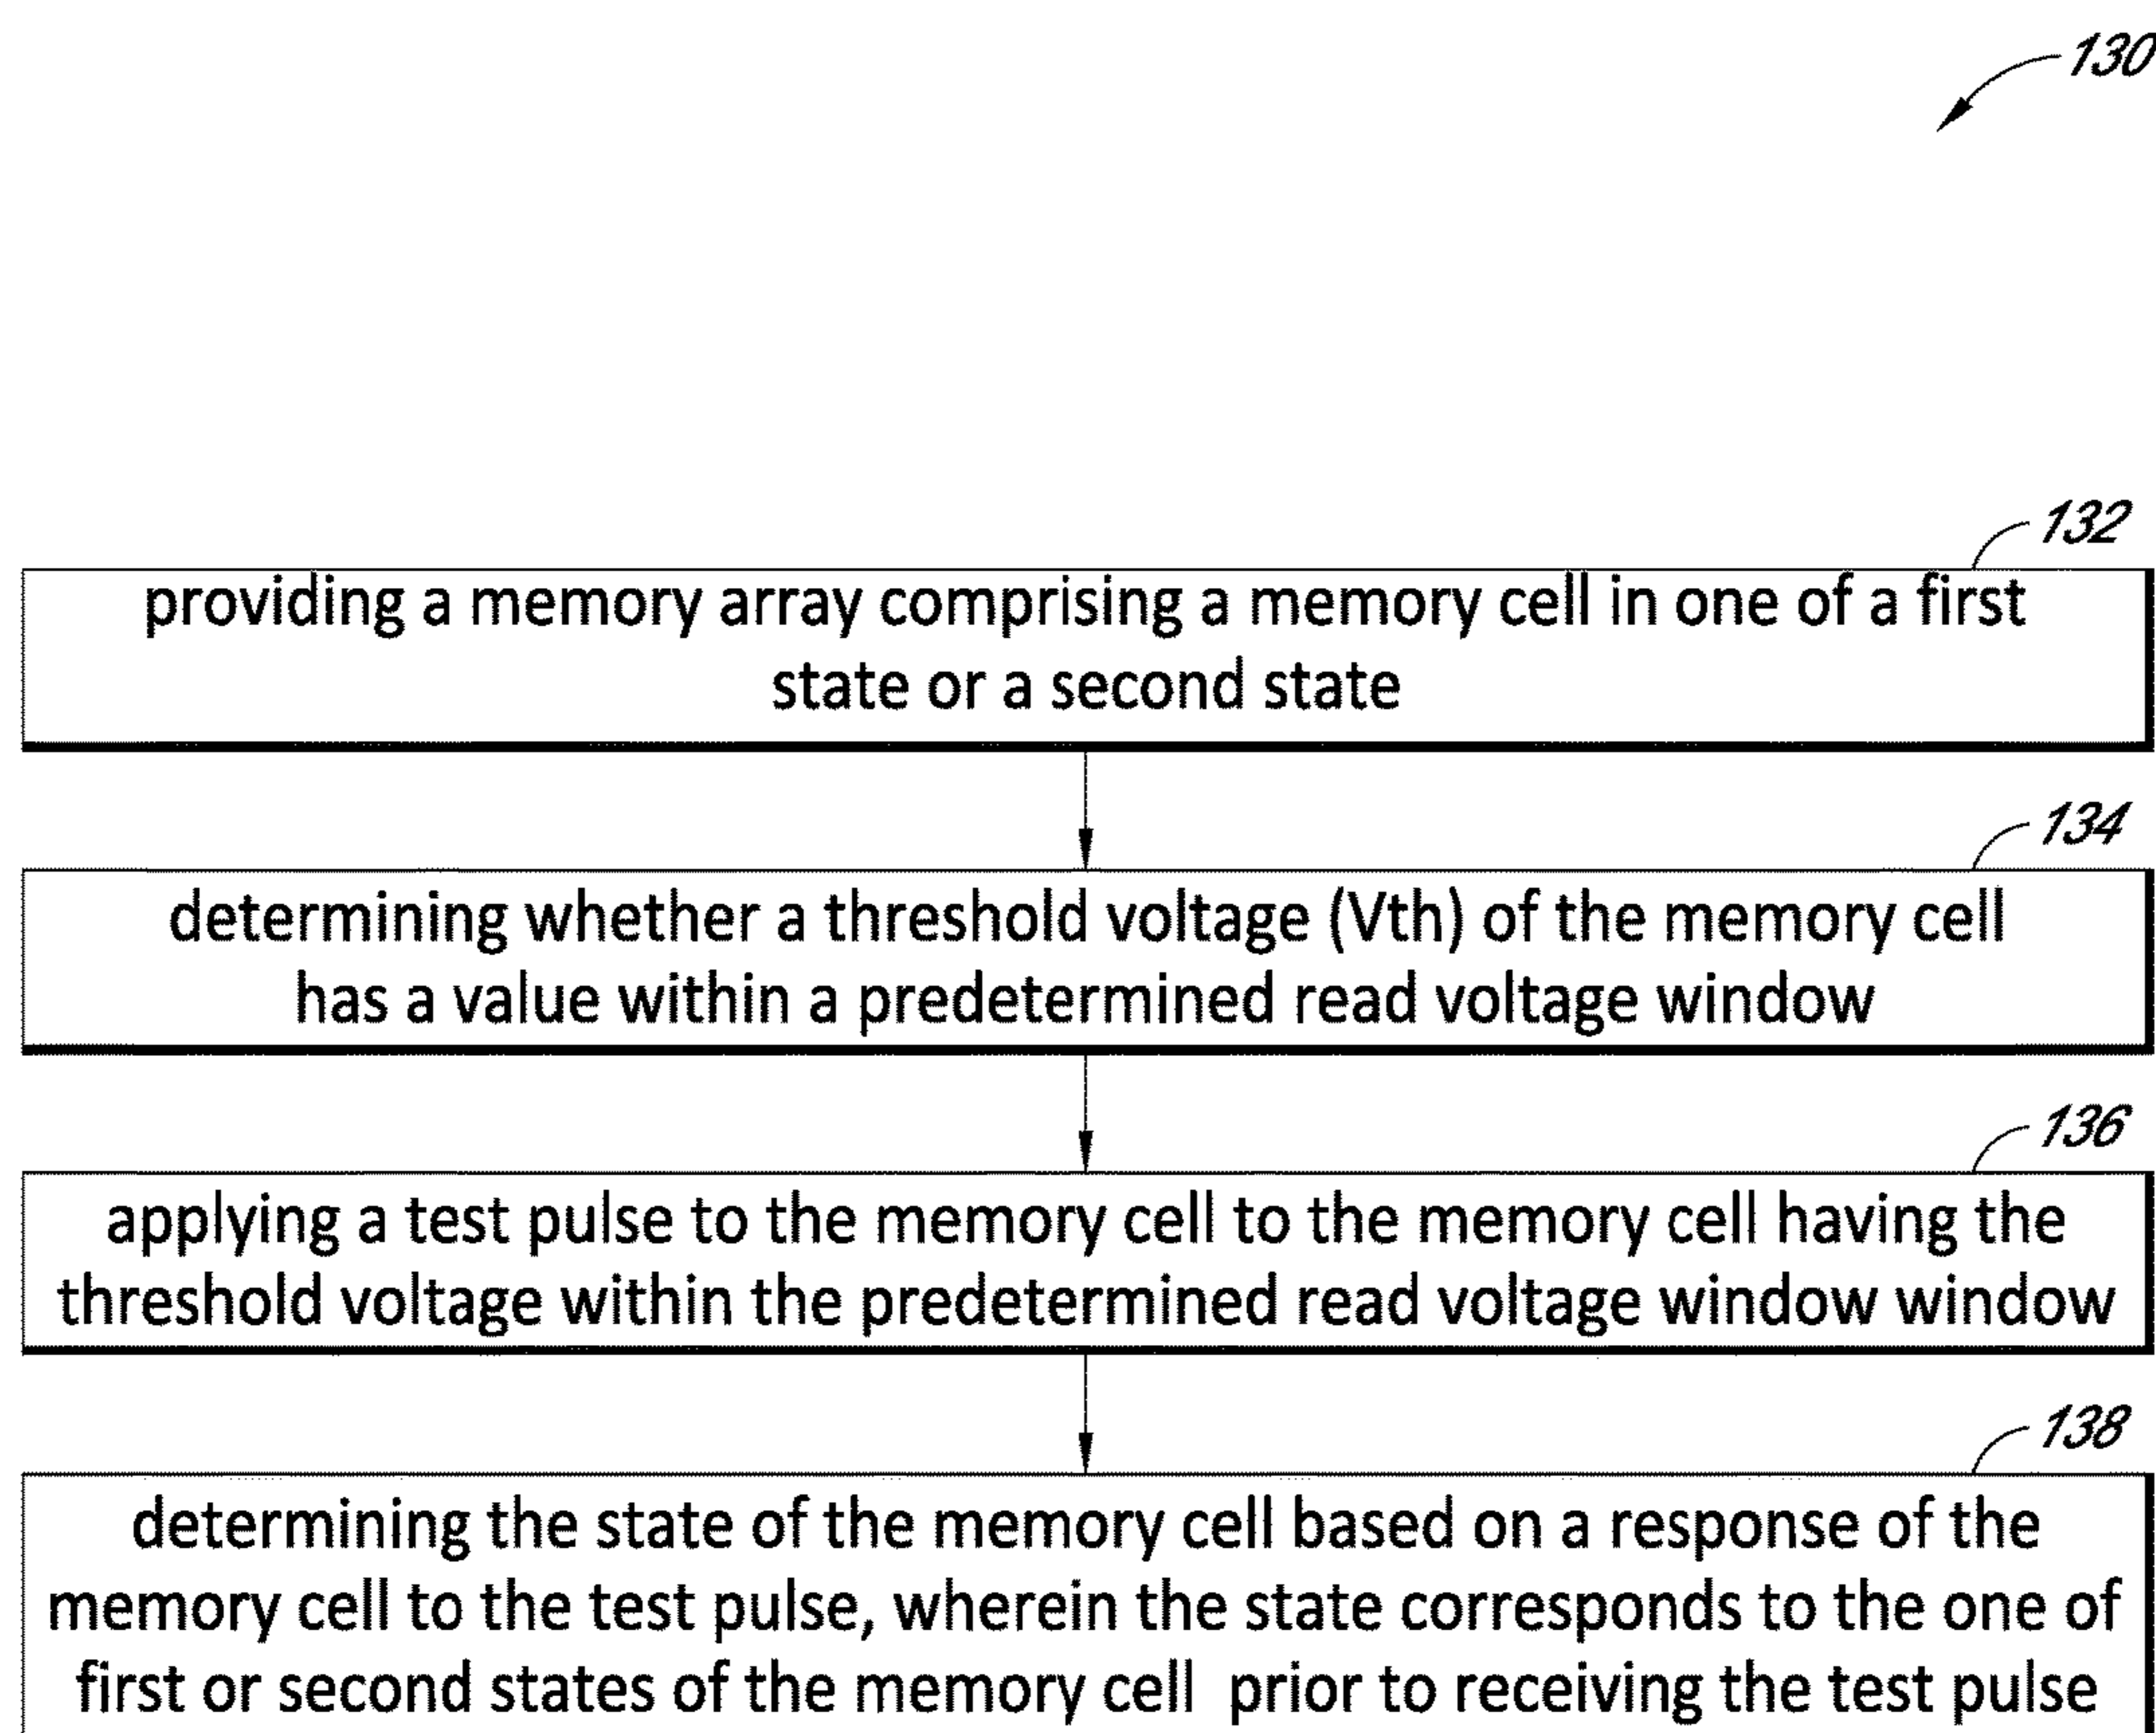 130
132
providing a memory array comprising a memory cell in one of a first
state or a second state
134
determining whether a threshold voltage (Vth) of the memory cell
has a value within a predetermined read voltage window
136
applying a test pulse to the memory cell to the memory cell having the
threshold voltage within the predetermined read voltage window window
138
determining the state of the memory cell based on a response of the
memory cell to the test pulse, wherein the state corresponds to the one of
first or second states of the memory cell prior to receiving the test pulse